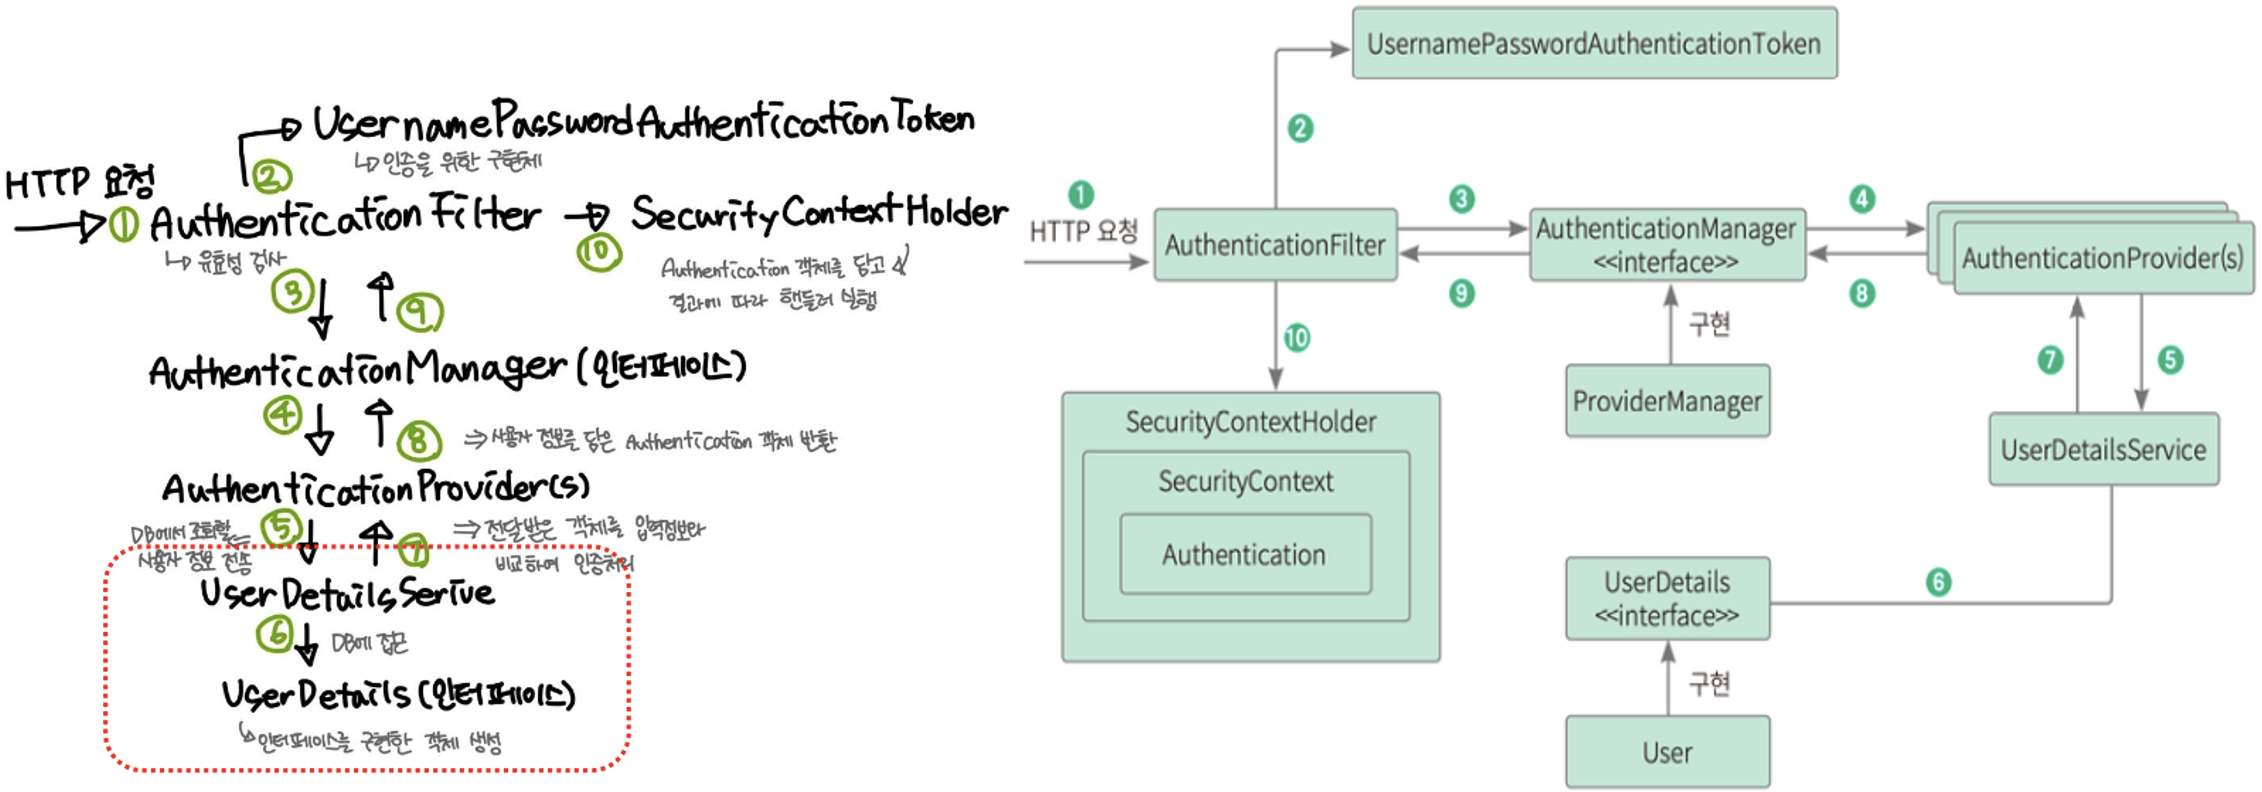 UsernamePasswordAuthenticationToken
↳ 인증을 위한 구현체
HTTP 요청
②
① AuthenticationFilter → SecurityContextHolder
↳ 유효성 검사
⑩
Authentication 객체를 담고
결과에 따라 핸들러 실행
③ ⑨
AuthenticationManager (인터페이스)
④ ⑧ ⇒ 사용자 정보를 담은 Authentication 객체 반환
AuthenticationProvider(s)
DB에서 조회할
사용자 정보 전송
⑤ ⑦ ⇒ 전달받은 객체를 입력정보와
비교하여 인증처리
UserDetailsSerive
⑥ DB에 접근
UserDetails (인터페이스)
↳ 인터페이스를 구현한 객체 생성
UsernamePasswordAuthenticationToken
2
1
HTTP 요청
AuthenticationFilter
3
9
AuthenticationManager
<<interface>>
4
8
AuthenticationProvider(s)
10
구현
ProviderManager
7
5
UserDetailsService
SecurityContextHolder
SecurityContext
Authentication
UserDetails
<<interface>>
6
구현
User